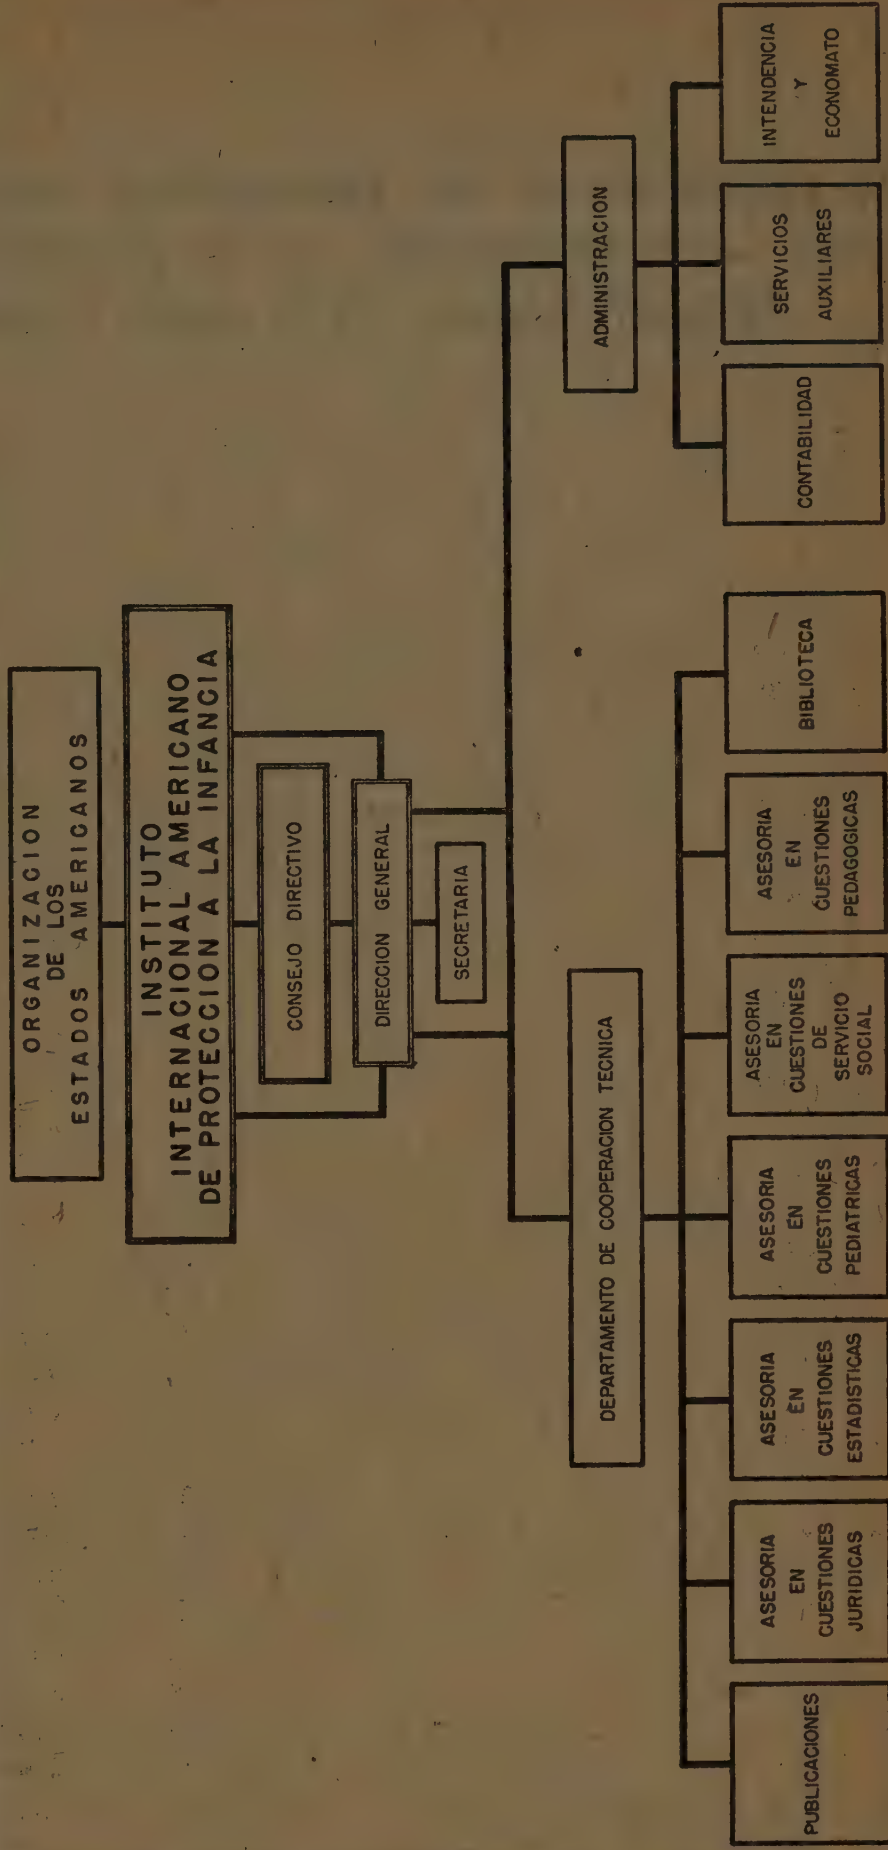 ORGANIZACION
DE LOS
ESTADOS AMERICANOS
INSTITUTO
INTERNACIONAL AMERICANO
DE PROTECCION A LA INFANCIA
CONSEJO DIRECTIVO
DIRECCION GENERAL
SECRETARIA
DEPARTAMENTO DE COOPERACION TECNICA
ADMINISTRACION
PUBLICACIONES
ASESORIA
EN
CUESTIONES
JURIDICAS
ASESORIA
EN
CUESTIONES
ESTADISTICAS
ASESORIA
EN
CUESTIONES
PEDIATRICAS
ASESORIA
EN
CUESTIONES
DE
SERVICIO
SOCIAL
ASESORIA
EN
CUESTIONES
PEDAGOGICAS
BIBLIOTECA
CONTABILIDAD
SERVICIOS
AUXILIARES
INTENDENCIA
Y
ECONOMATO